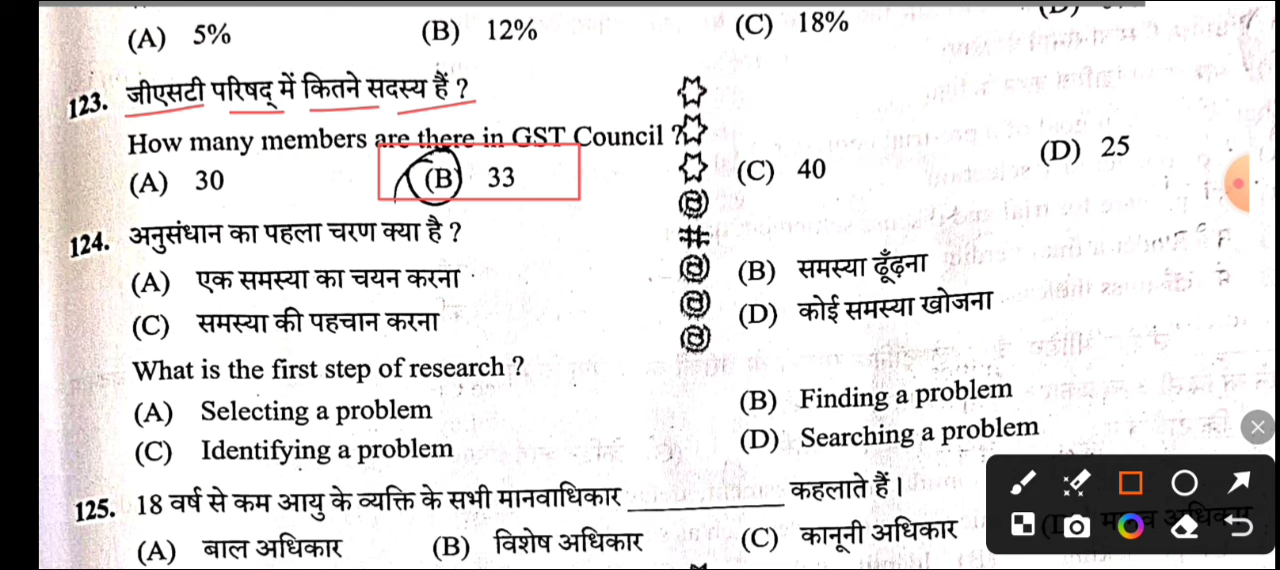 (A) 5% (B) 12% (C) 18%
123. जीएसटी परिषद् में कितने सदस्य हैं ?
How many members are there in GST Council ?
(A) 30 (B) 33 (C) 40 (D) 25
124. अनुसंधान का पहला चरण क्या है ?
(A) एक समस्या का चयन करना (B) समस्या ढूँढ़ना
(C) समस्या की पहचान करना (D) कोई समस्या खोजना
What is the first step of research ?
(A) Selecting a problem (B) Finding a problem
(C) Identifying a problem (D) Searching a problem
125. 18 वर्ष से कम आयु के व्यक्ति के सभी मानवाधिकार ____________ कहलाते हैं।
(A) बाल अधिकार (B) विशेष अधिकार (C) कानूनी अधिकार